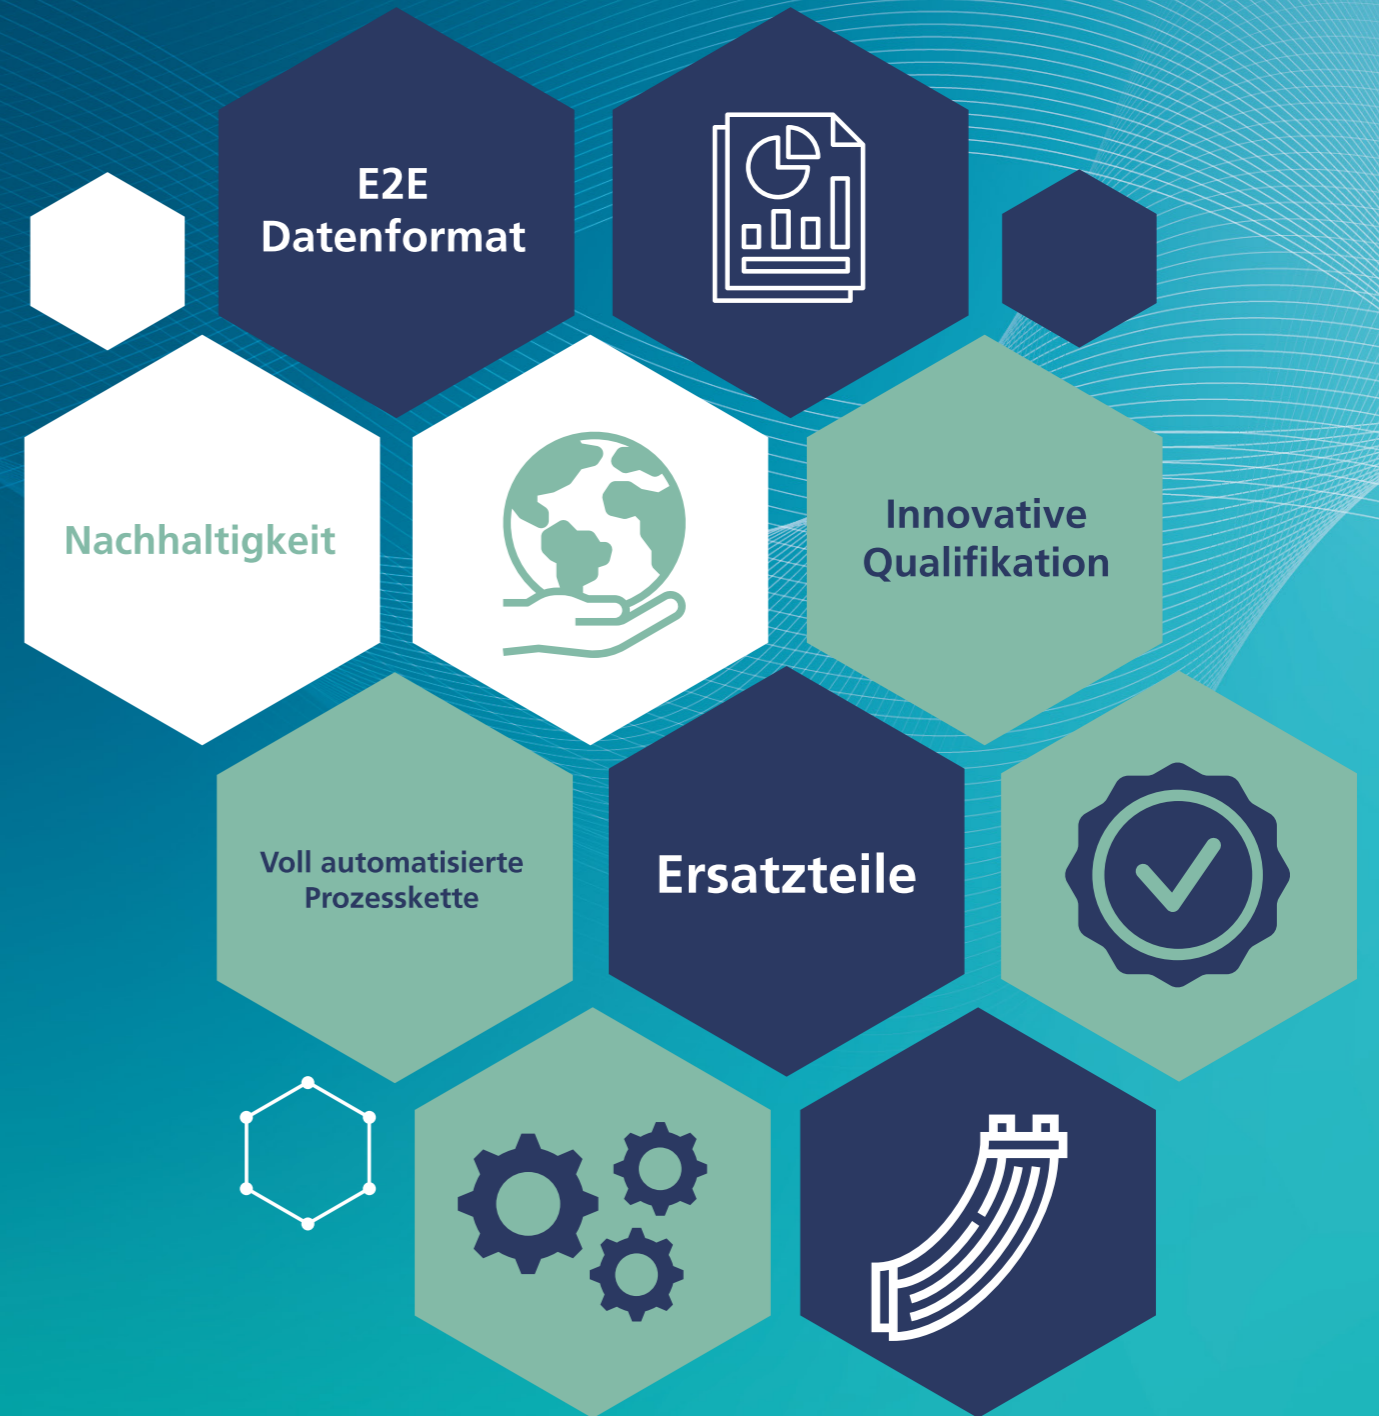 E2E
Datenformat
Nachhaltigkeit
Innovative
Qualifikation
Voll automatisierte
Prozesskette
Ersatzteile